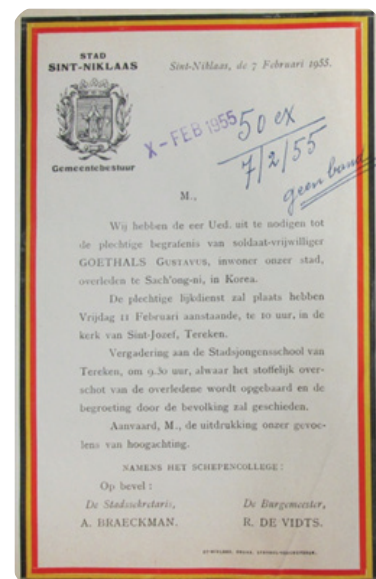 STAD
SINT-NIKLAAS
Gemeentebestuur
Sint-Niklaas, de 7 Februari 1955.
X - FEB 1955
50 ex
7/2/55
geen band
M.,
Wij hebben de eer Ued. uit te nodigen tot
de plechtige begrafenis van soldaat-vrijwilliger
GOETHALS GUSTAVUS, inwoner onzer stad,
overleden te Sach'ong-ni, in Korea.
De plechtige lijkdienst zal plaats hebben
Vrijdag 11 Februari aanstaande, te 10 uur, in de
kerk van Sint-Jozef, Tereken.
Vergadering aan de Stadsjongensschool van
Tereken, om 9.30 uur, alwaar het stoffelijk over-
schot van de overledene wordt opgebaard en de
begroeting door de bevolking zal geschieden.
Aanvaard, M., de uitdrukking onzer gevoe-
lens van hoogachting.
NAMENS HET SCHEPENCOLLEGE :
Op bevel :
De Stadssekretaris,
A. BRAECKMAN.
De Burgemeester,
R. DE VIDTS.